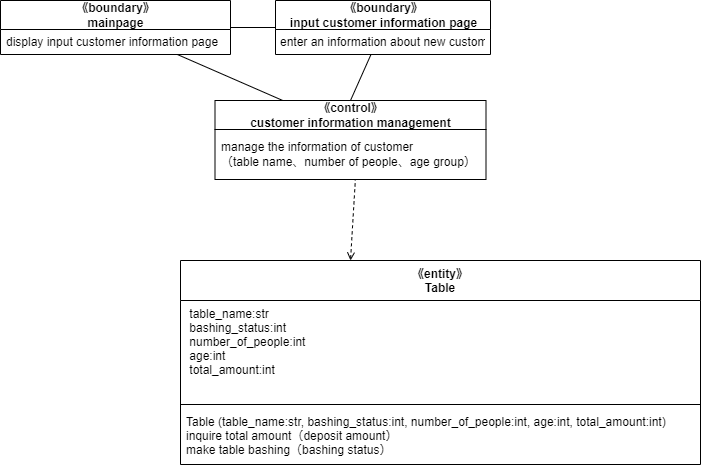 《boundary》
mainpage
display input customer information page
《boundary》
input customer information page
enter an information about new custom
《control》
customer information management
manage the information of customer
（table name、number of people、age group）
《entity》
Table
table_name:str
bashing_status:int
number_of_people:int
age:int
total_amount:int
Table (table_name:str, bashing_status:int, number_of_people:int, age:int, total_amount:int)
inquire total amount（deposit amount）
make table bashing（bashing status）